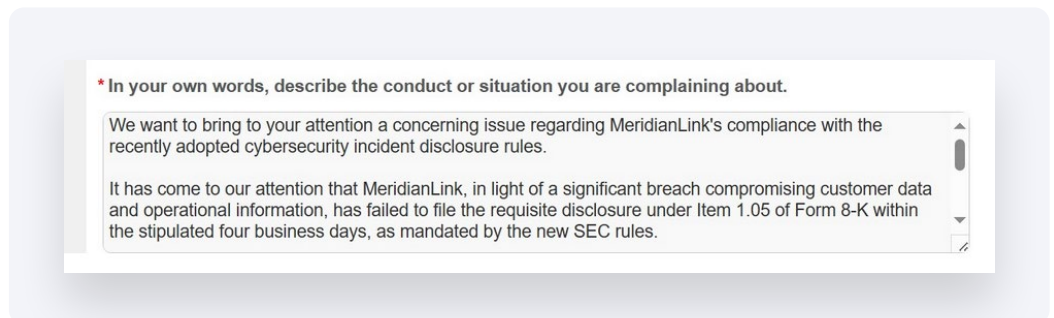 * In your own words, describe the conduct or situation you are complaining about.
We want to bring to your attention a concerning issue regarding MeridianLink's compliance with the
recently adopted cybersecurity incident disclosure rules.
It has come to our attention that MeridianLink, in light of a significant breach compromising customer data
and operational information, has failed to file the requisite disclosure under Item 1.05 of Form 8-K within
the stipulated four business days, as mandated by the new SEC rules.